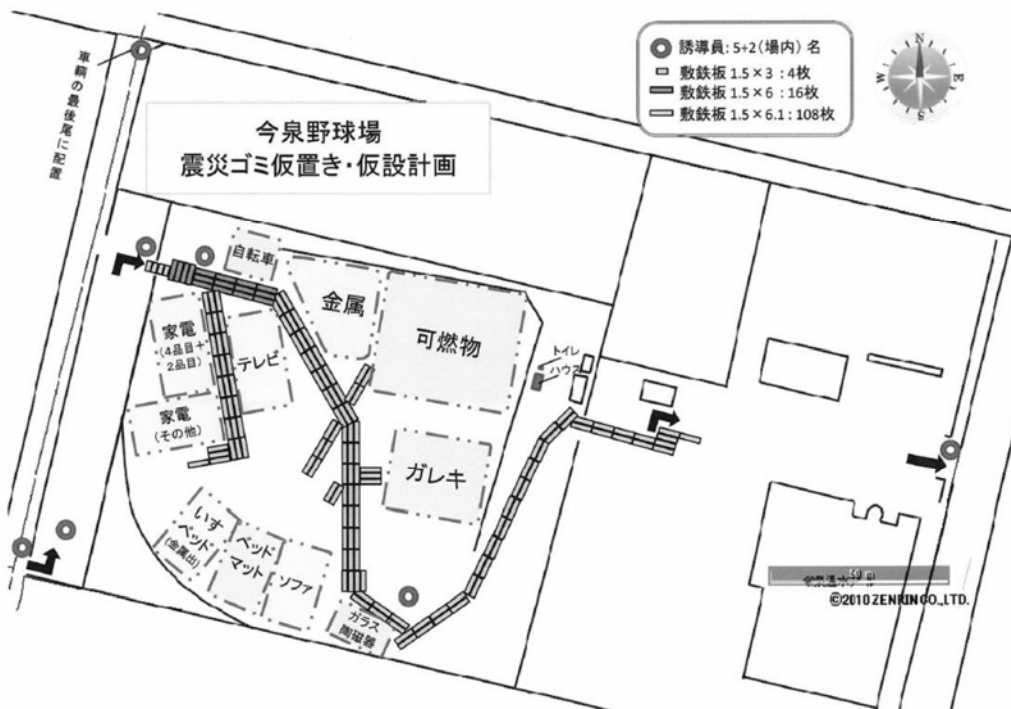 車輌の最後尾に配置
今泉野球場
震災ゴミ仮置き・仮設計画
誘導員: 5+2(場内) 名
敷鉄板 1.5×3 : 4枚
敷鉄板 1.5×6 : 16枚
敷鉄板 1.5×6.1 : 108枚
N
W
E
S
自転車
金属
可燃物
家電
(4品目+
2品目)
テレビ
トイレ
ハウス
家電
(その他)
ガレキ
いす
ベッド
(金属出)
ベッド
マット
ソファ
ガラス
陶磁器
50 m
©2010 ZENRIN CO., LTD.